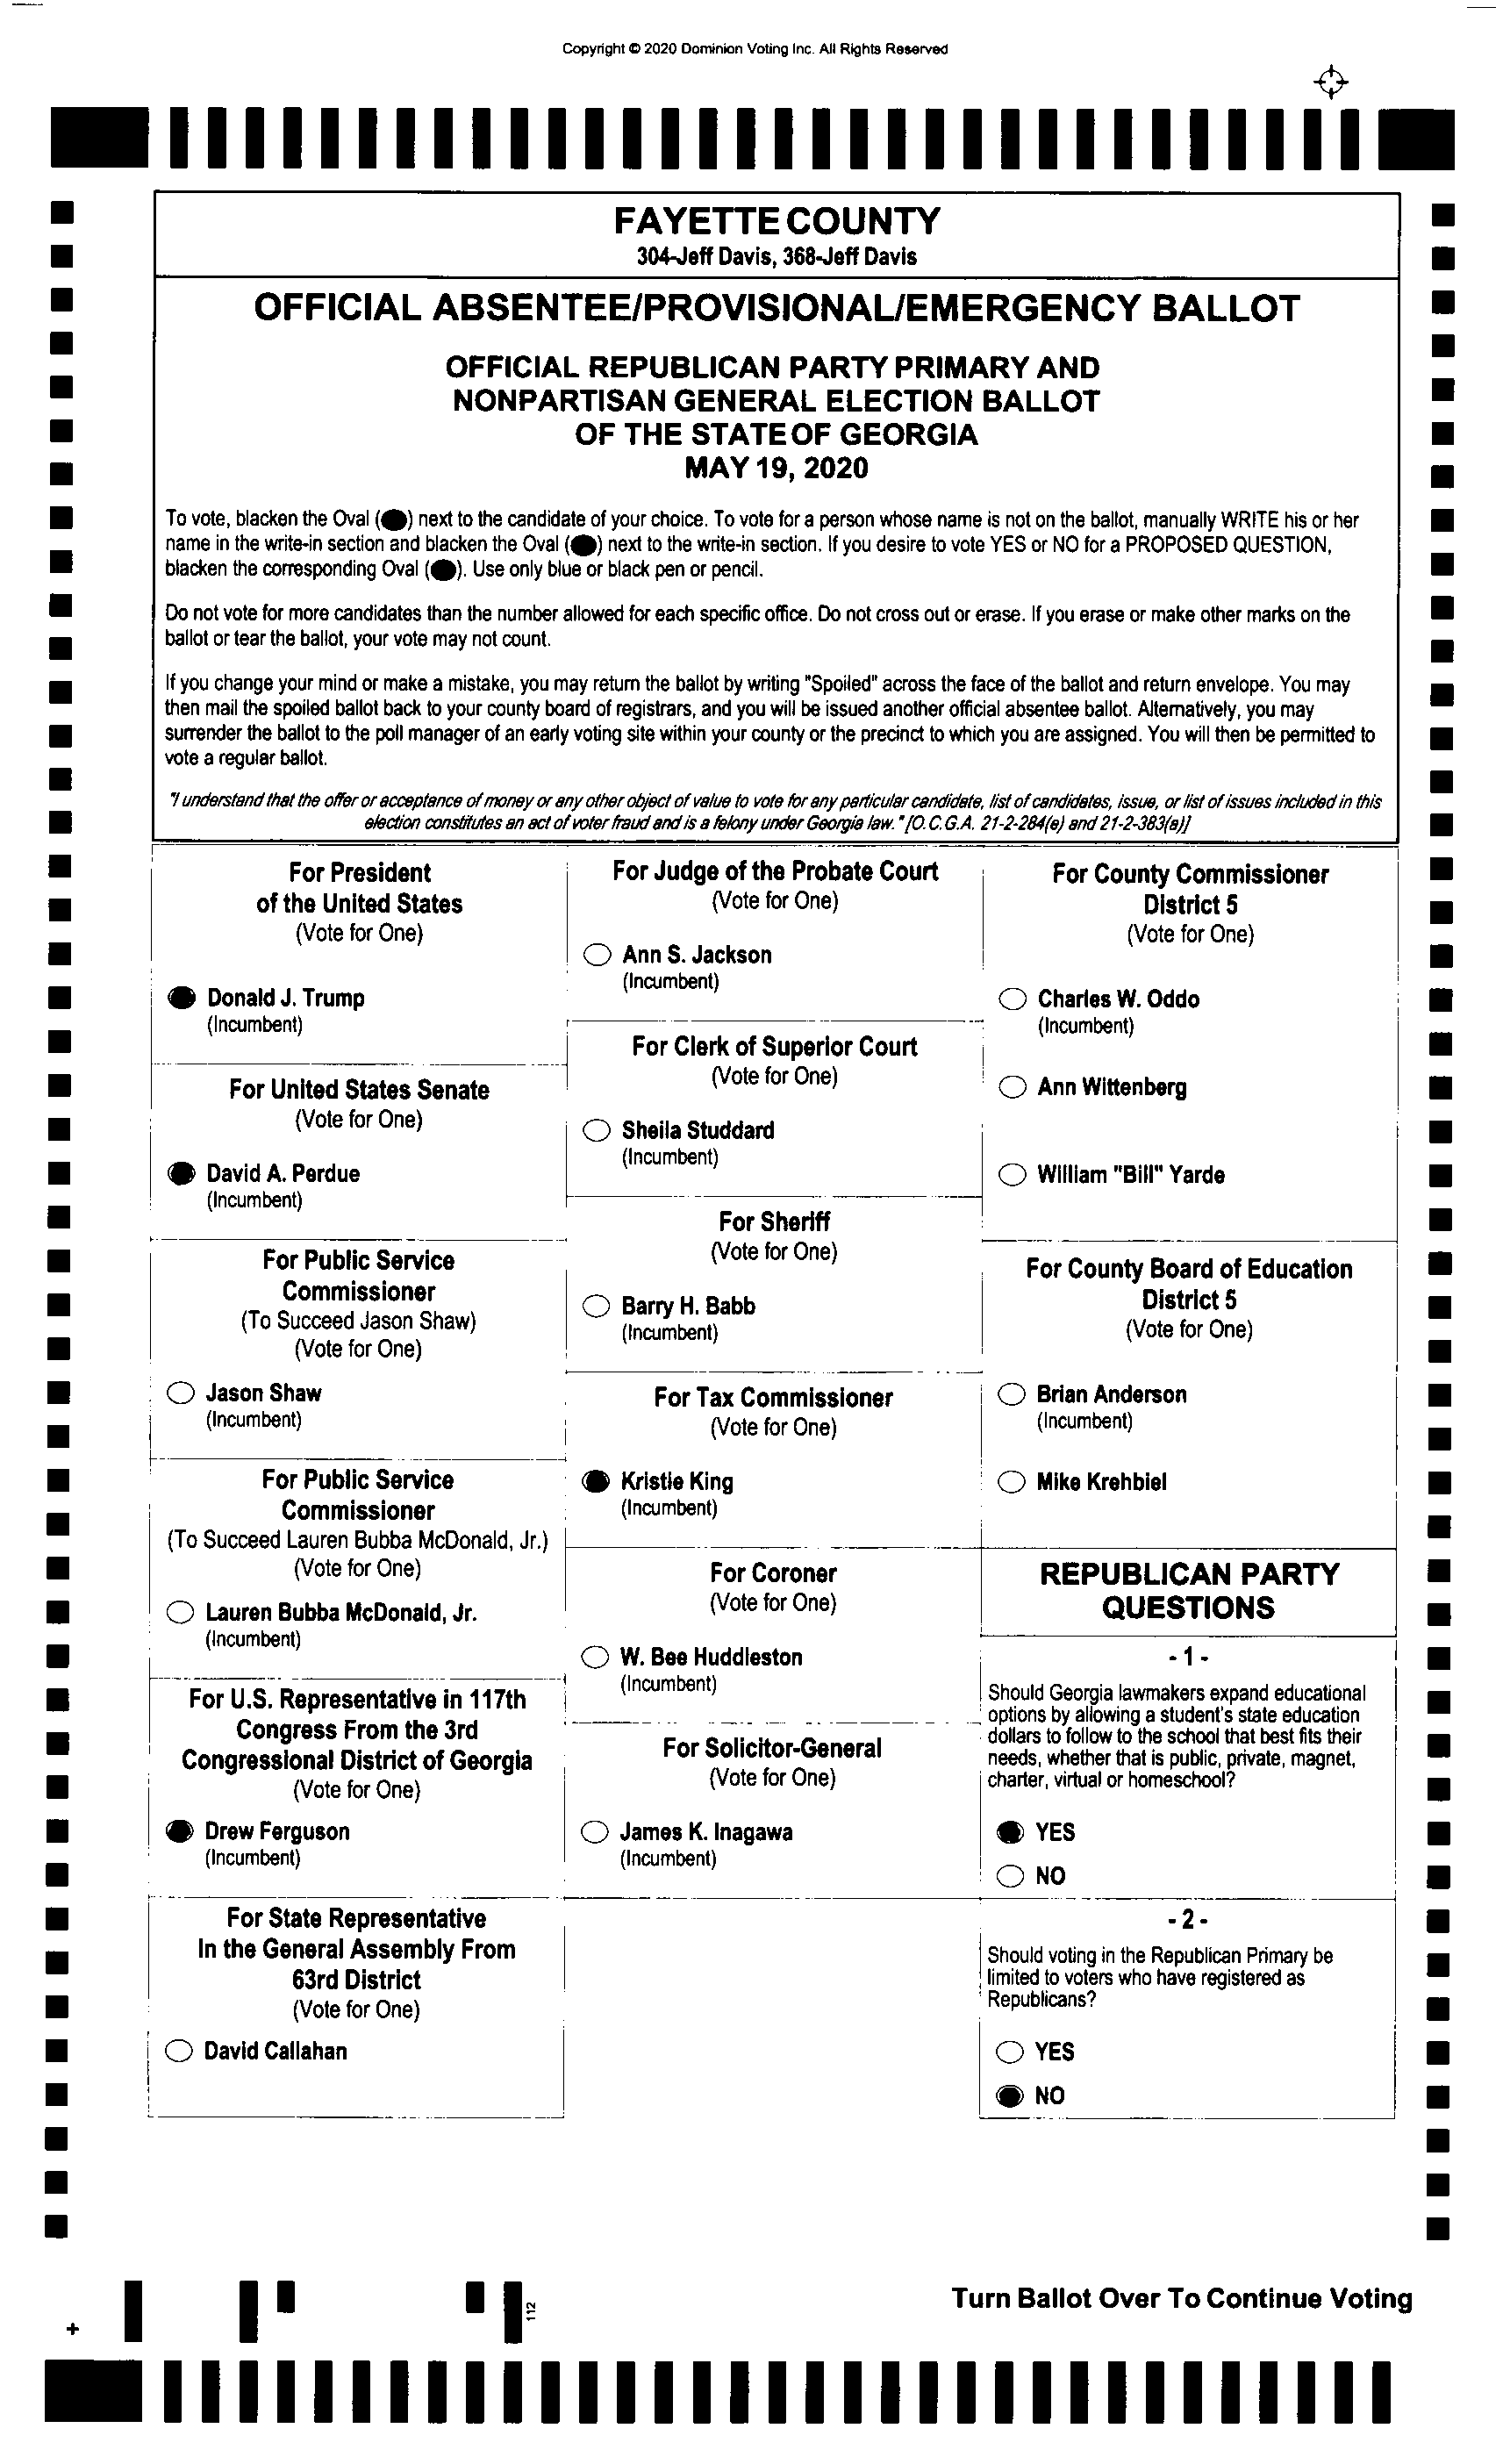 Copyright © 2020 Dominion Voting Inc. All Rights Reserved
FAYETTE COUNTY
304-Jeff Davis, 368-Jeff Davis
OFFICIAL ABSENTEE/PROVISIONAL/EMERGENCY BALLOT
OFFICIAL REPUBLICAN PARTY PRIMARY AND
NONPARTISAN GENERAL ELECTION BALLOT
OF THE STATE OF GEORGIA
MAY 19, 2020
To vote, blacken the Oval (●) next to the candidate of your choice. To vote for a person whose name is not on the ballot, manually WRITE his or her
name in the write-in section and blacken the Oval (●) next to the write-in section. If you desire to vote YES or NO for a PROPOSED QUESTION,
blacken the corresponding Oval (●). Use only blue or black pen or pencil.
Do not vote for more candidates than the number allowed for each specific office. Do not cross out or erase. If you erase or make other marks on the
ballot or tear the ballot, your vote may not count.
If you change your mind or make a mistake, you may return the ballot by writing "Spoiled" across the face of the ballot and return envelope. You may
then mail the spoiled ballot back to your county board of registrars, and you will be issued another official absentee ballot. Alternatively, you may
surrender the ballot to the poll manager of an early voting site within your county or the precinct to which you are assigned. You will then be permitted to
vote a regular ballot.
"I understand that the offer or acceptance of money or any other object of value to vote for any particular candidate, list of candidates, issue, or list of issues included in this
election constitutes an act of voter fraud and is a felony under Georgia law." [O.C.G.A. 21-2-284(e) and 21-2-383(a)]
For President
of the United States
(Vote for One)
Donald J. Trump
(Incumbent)
For United States Senate
(Vote for One)
David A. Perdue
(Incumbent)
For Public Service
Commissioner
(To Succeed Jason Shaw)
(Vote for One)
Jason Shaw
(Incumbent)
For Public Service
Commissioner
(To Succeed Lauren Bubba McDonald, Jr.)
(Vote for One)
Lauren Bubba McDonald, Jr.
(Incumbent)
For U.S. Representative in 117th
Congress From the 3rd
Congressional District of Georgia
(Vote for One)
Drew Ferguson
(Incumbent)
For State Representative
In the General Assembly From
63rd District
(Vote for One)
David Callahan
For Judge of the Probate Court
(Vote for One)
Ann S. Jackson
(Incumbent)
For Clerk of Superior Court
(Vote for One)
Sheila Studdard
(Incumbent)
For Sheriff
(Vote for One)
Barry H. Babb
(Incumbent)
For Tax Commissioner
(Vote for One)
Kristie King
(Incumbent)
For Coroner
(Vote for One)
W. Bee Huddleston
(Incumbent)
For Solicitor-General
(Vote for One)
James K. Inagawa
(Incumbent)
For County Commissioner
District 5
(Vote for One)
Charles W. Oddo
(Incumbent)
Ann Wittenberg
William "Bill" Yarde
For County Board of Education
District 5
(Vote for One)
Brian Anderson
(Incumbent)
Mike Krehbiel
REPUBLICAN PARTY
QUESTIONS
- 1 -
Should Georgia lawmakers expand educational
options by allowing a student's state education
dollars to follow to the school that best fits their
needs, whether that is public, private, magnet,
charter, virtual or homeschool?
YES
NO
- 2 -
Should voting in the Republican Primary be
limited to voters who have registered as
Republicans?
YES
NO
112
Turn Ballot Over To Continue Voting
+